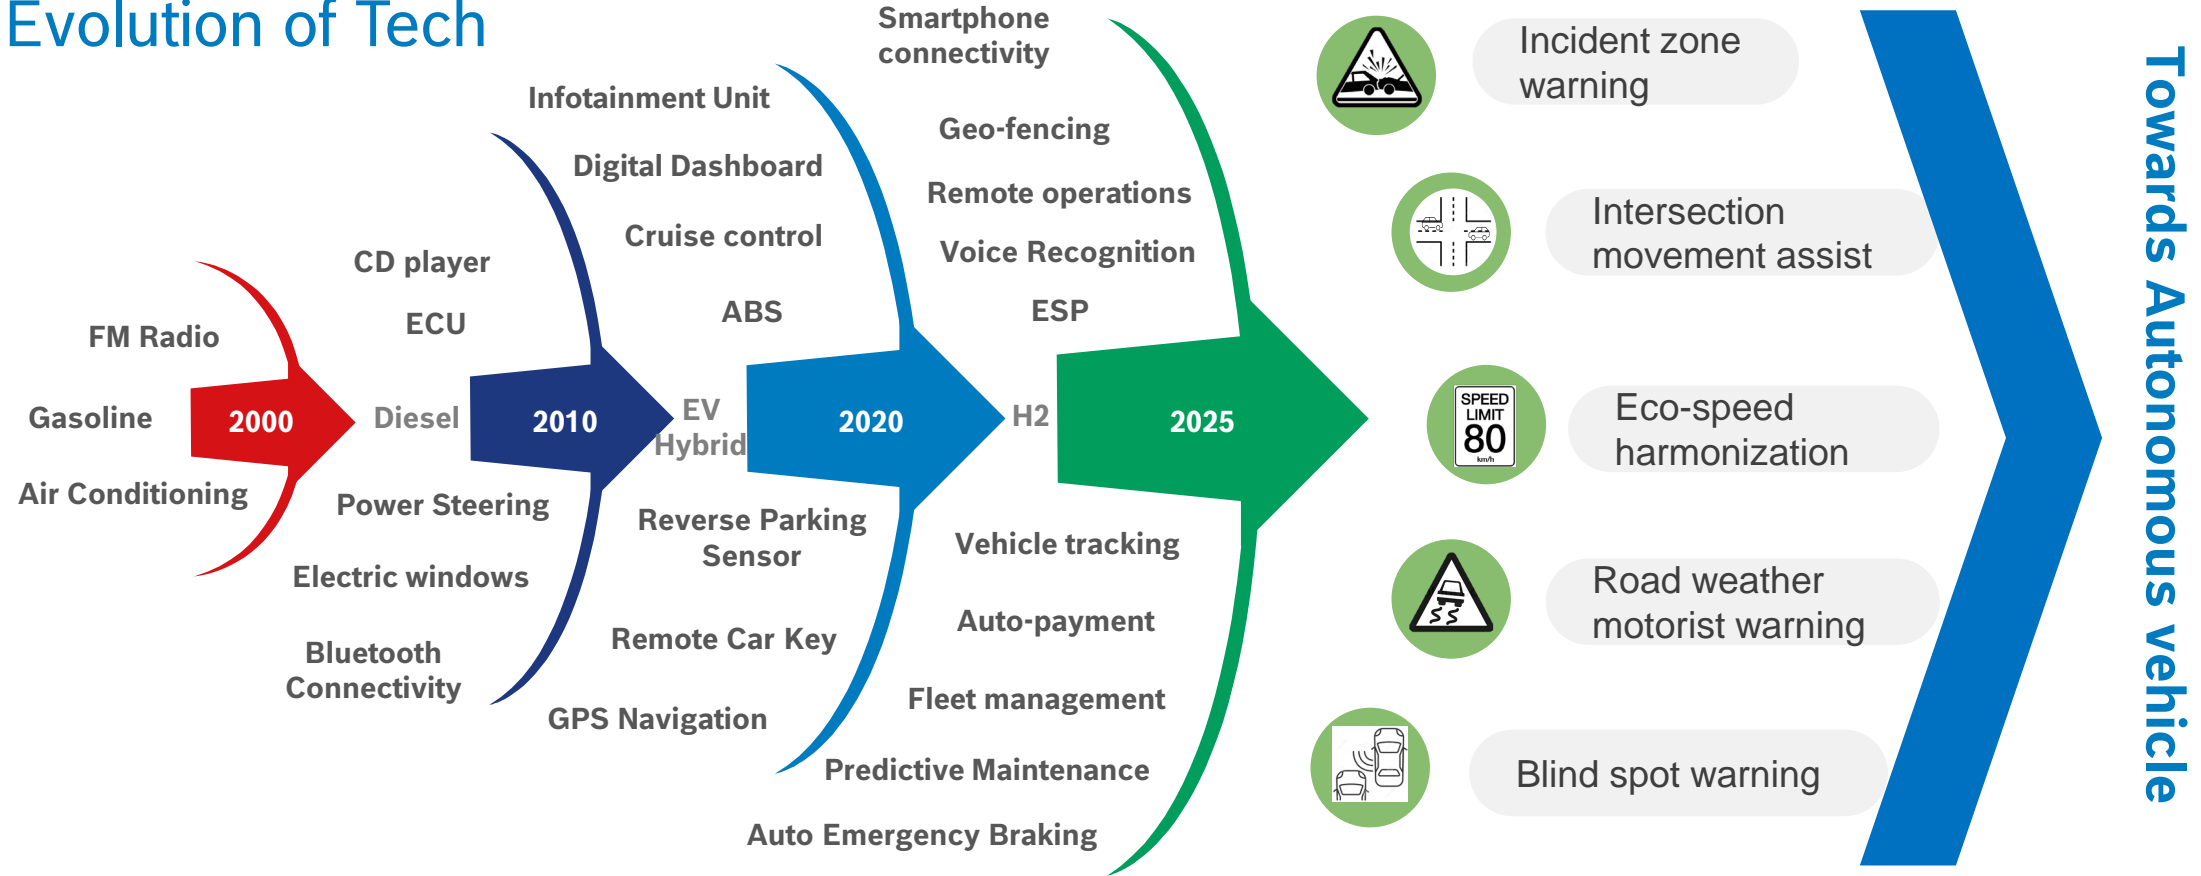 Evolution of Tech
FM Radio
Gasoline
Air Conditioning
2000
CD player
ECU
Diesel
Power Steering
Electric windows
Bluetooth
Connectivity
2010
Infotainment Unit
Digital Dashboard
Cruise control
ABS
EV
Hybrid
Reverse Parking
Sensor
Remote Car Key
GPS Navigation
2020
Smartphone
connectivity
Geo-fencing
Remote operations
Voice Recognition
ESP
H2
Vehicle tracking
Auto-payment
Fleet management
Predictive Maintenance
Auto Emergency Braking
2025
Incident zone
warning
Intersection
movement assist
SPEED
LIMIT
80
km/h
Eco-speed
harmonization
Road weather
motorist warning
Blind spot warning
Towards Autonomous vehicle